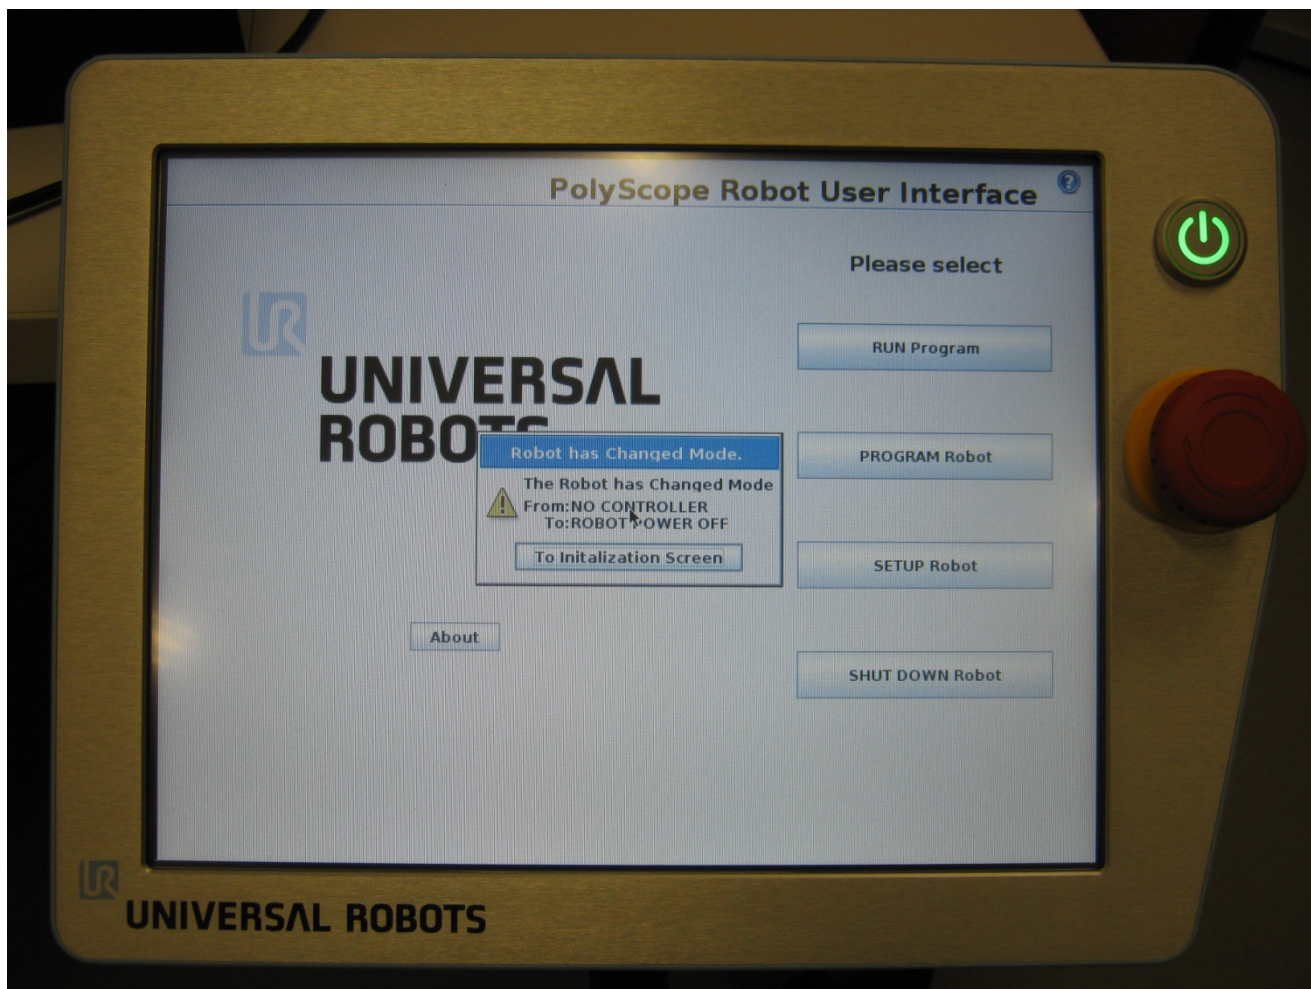 PolyScope Robot User Interface
?
Please select
UR
UNIVERSAL
ROBOTS
RUN Program
PROGRAM Robot
SETUP Robot
SHUT DOWN Robot
Robot has Changed Mode.
The Robot has Changed Mode
From:NO CONTROLLER
To:ROBOT POWER OFF
To Initalization Screen
About
UR
UNIVERSAL ROBOTS